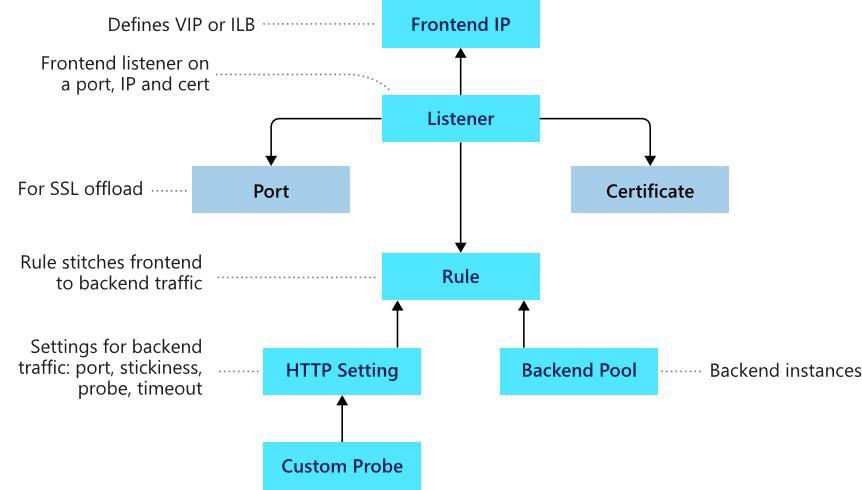 Defines VIP or ILB
Frontend IP
Frontend listener on
a port, IP and cert
Listener
For SSL offload
Port
Certificate
Rule stitches frontend
to backend traffic
Rule
Settings for backend
traffic: port, stickiness,
probe, timeout
HTTP Setting
Backend Pool
Backend instances
Custom Probe